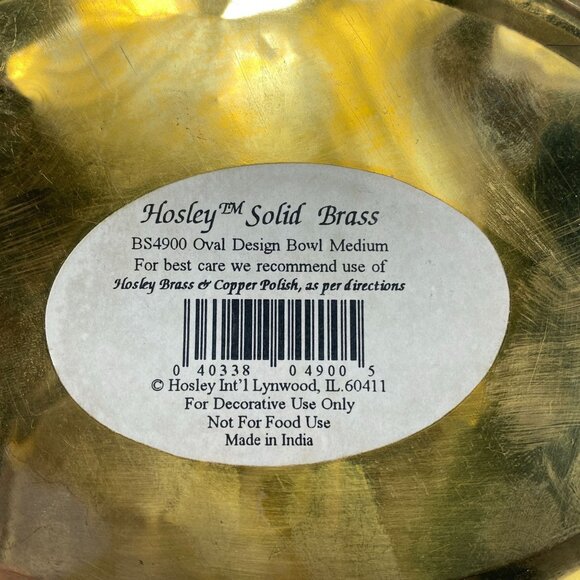 Hosley™ Solid Brass
BS4900 Oval Design Bowl Medium
For best care we recommend use of
Hosley Brass & Copper Polish, as per directions
0 40338 04900 5
© Hosley Int'l Lynwood, IL.60411
For Decorative Use Only
Not For Food Use
Made in India